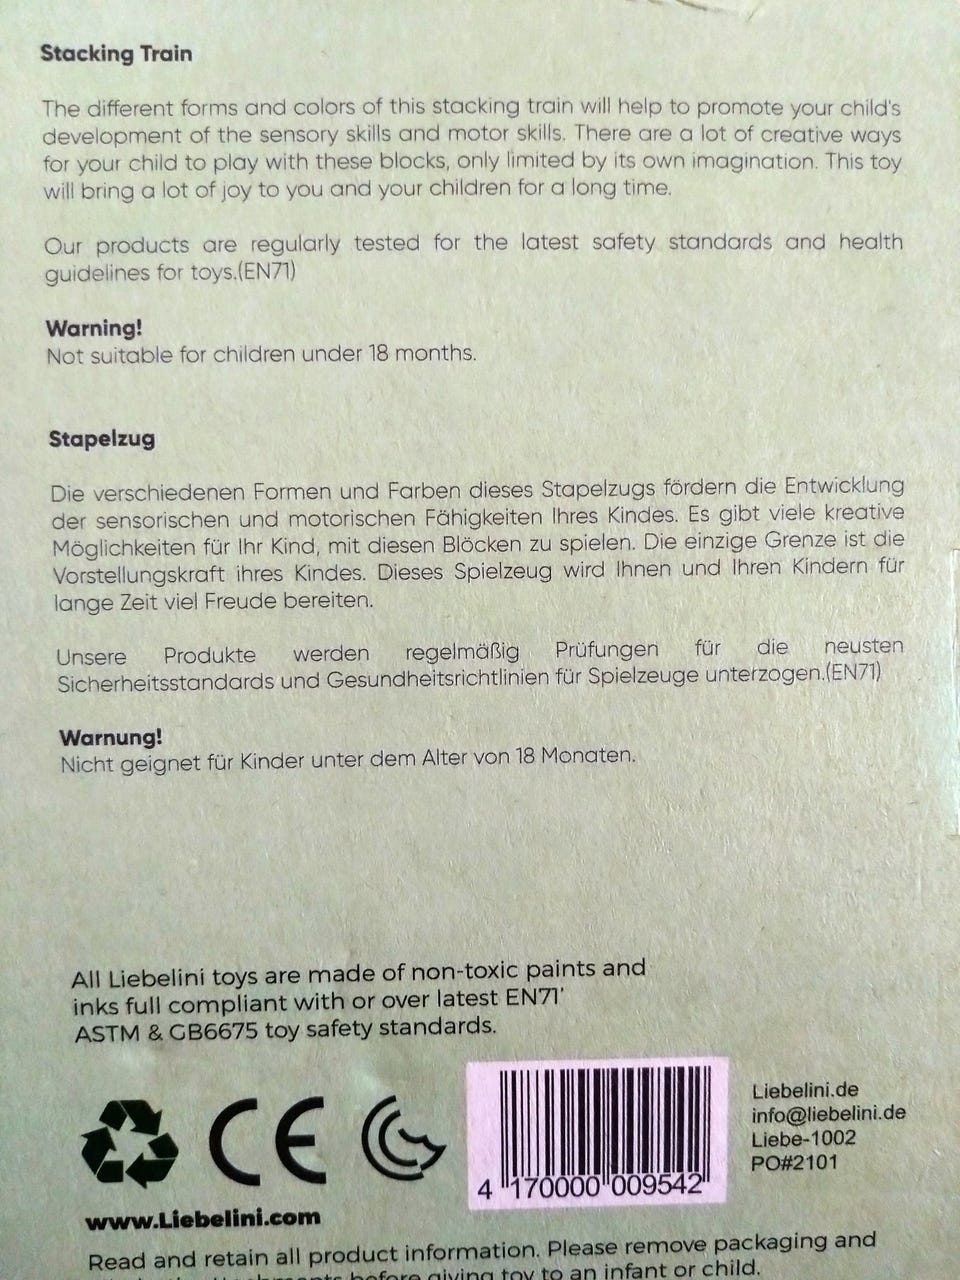 Stacking Train
The different forms and colors of this stacking train will help to promote your child's
development of the sensory skills and motor skills. There are a lot of creative ways
for your child to play with these blocks, only limited by its own imagination. This toy
will bring a lot of joy to you and your children for a long time.
Our products are regularly tested for the latest safety standards and health
guidelines for toys.(EN71)
Warning!
Not suitable for children under 18 months.
Stapelzug
Die verschiedenen Formen und Farben dieses Stapelzugs fördern die Entwicklung
der sensorischen und motorischen Fähigkeiten Ihres Kindes. Es gibt viele kreative
Möglichkeiten für Ihr Kind, mit diesen Blöcken zu spielen. Die einzige Grenze ist die
Vorstellungskraft ihres Kindes. Dieses Spielzeug wird Ihnen und Ihren Kindern für
lange Zeit viel Freude bereiten.
Unsere Produkte werden regelmäßig Prüfungen für die neusten
Sicherheitsstandards und Gesundheitsrichtlinien für Spielzeuge unterzogen.(EN71)
Warnung!
Nicht geignet für Kinder unter dem Alter von 18 Monaten.
All Liebelini toys are made of non-toxic paints and
inks full compliant with or over latest EN71'
ASTM & GB6675 toy safety standards.
CE
4 170000 009542
Liebelini.de
info@liebelini.de
Liebe-1002
PO#2101
www.Liebelini.com
Read and retain all product information. Please remove packaging and
before giving toy to an infant or child.